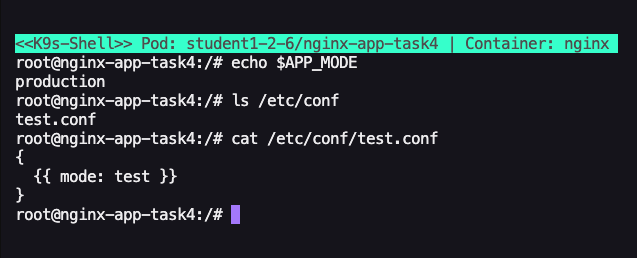 <<K9s-Shell>> Pod: student1-2-6/nginx-app-task4 | Container: nginx
root@nginx-app-task4:/# echo $APP_MODE
production
root@nginx-app-task4:/# ls /etc/conf
test.conf
root@nginx-app-task4:/# cat /etc/conf/test.conf
{
  {{ mode: test }}
}
root@nginx-app-task4:/#